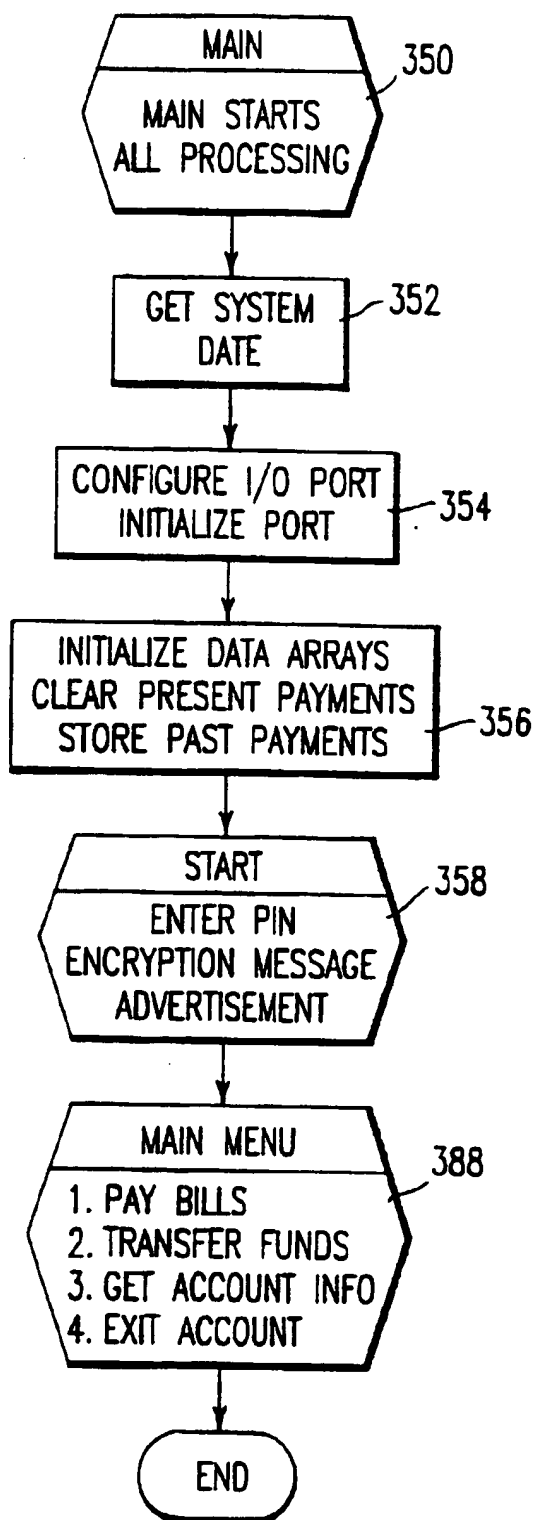 MAIN
350
MAIN STARTS
ALL PROCESSING
GET SYSTEM
DATE
352
CONFIGURE I/O PORT
INITIALIZE PORT
354
INITIALIZE DATA ARRAYS
CLEAR PRESENT PAYMENTS
STORE PAST PAYMENTS
356
START
358
ENTER PIN
ENCRYPTION MESSAGE
ADVERTISEMENT
MAIN MENU
388
1. PAY BILLS
2. TRANSFER FUNDS
3. GET ACCOUNT INFO
4. EXIT ACCOUNT
END